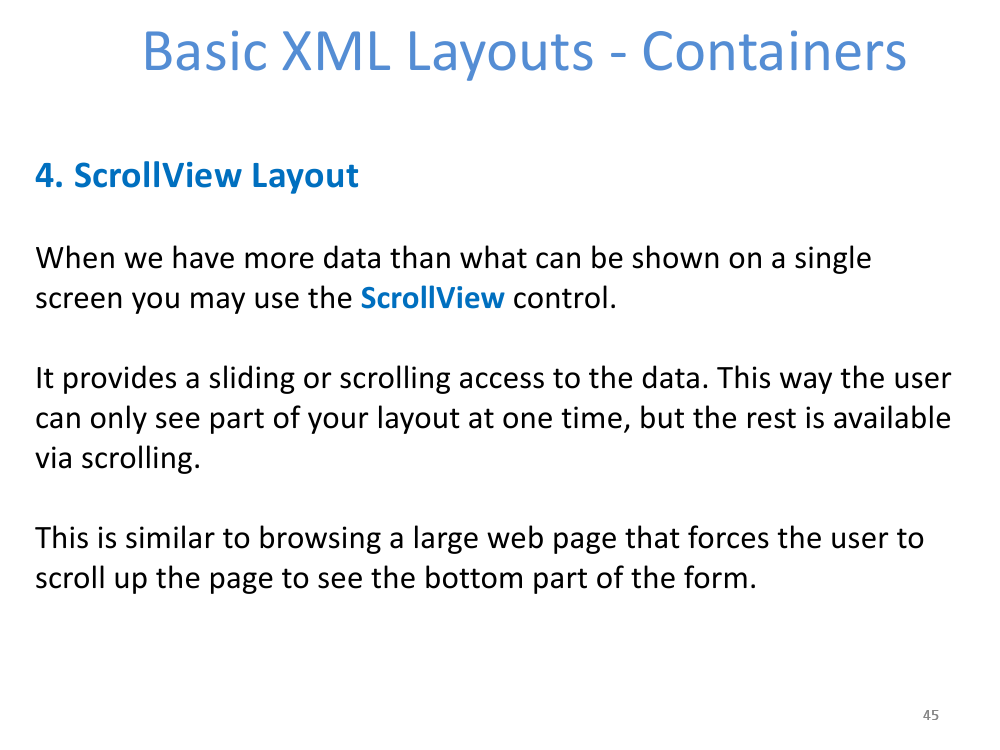 Basic XML Layouts - Containers
4. ScrollView Layout
When we have more data than what can be shown on a single
screen you may use the ScrollView control.
It provides a sliding or scrolling access to the data. This way the user
can only see part of your layout at one time, but the rest is available
via scrolling.
This is similar to browsing a large web page that forces the user to
scroll up the page to see the bottom part of the form.
45